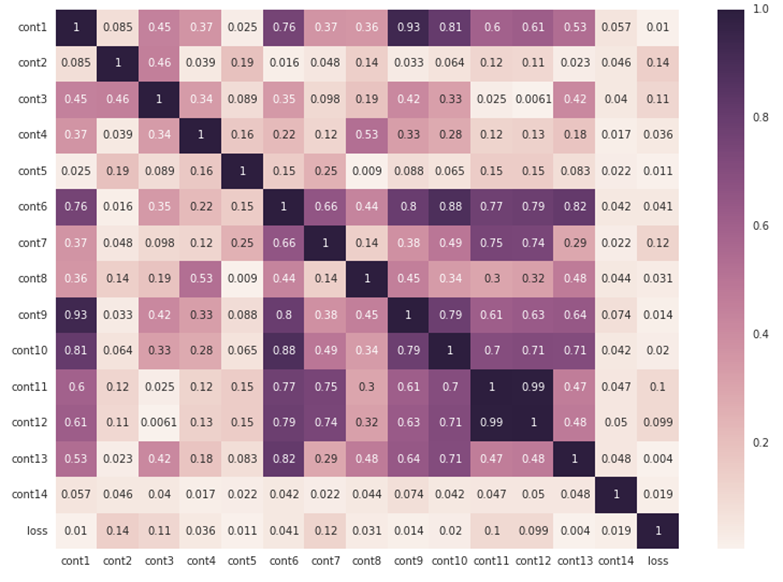 cont1 1 0.085 0.45 0.37 0.025 0.76 0.37 0.36 0.93 0.81 0.6 0.61 0.53 0.057 0.01
cont2 0.085 1 0.46 0.039 0.19 0.016 0.048 0.14 0.033 0.064 0.12 0.11 0.023 0.046 0.14
cont3 0.45 0.46 1 0.34 0.089 0.35 0.098 0.19 0.42 0.33 0.025 0.0061 0.42 0.04 0.11
cont4 0.37 0.039 0.34 1 0.16 0.22 0.12 0.53 0.33 0.28 0.12 0.13 0.18 0.017 0.036
cont5 0.025 0.19 0.089 0.16 1 0.15 0.25 0.009 0.088 0.065 0.15 0.15 0.083 0.022 0.011
cont6 0.76 0.016 0.35 0.22 0.15 1 0.66 0.44 0.8 0.88 0.77 0.79 0.82 0.042 0.041
cont7 0.37 0.048 0.098 0.12 0.25 0.66 1 0.14 0.38 0.49 0.75 0.74 0.29 0.022 0.12
cont8 0.36 0.14 0.19 0.53 0.009 0.44 0.14 1 0.45 0.34 0.3 0.32 0.48 0.044 0.031
cont9 0.93 0.033 0.42 0.33 0.088 0.8 0.38 0.45 1 0.79 0.61 0.63 0.64 0.074 0.014
cont10 0.81 0.064 0.33 0.28 0.065 0.88 0.49 0.34 0.79 1 0.7 0.71 0.71 0.042 0.02
cont11 0.6 0.12 0.025 0.12 0.15 0.77 0.75 0.3 0.61 0.7 1 0.99 0.47 0.047 0.1
cont12 0.61 0.11 0.0061 0.13 0.15 0.79 0.74 0.32 0.63 0.71 0.99 1 0.48 0.05 0.099
cont13 0.53 0.023 0.42 0.18 0.083 0.82 0.29 0.48 0.64 0.71 0.47 0.48 1 0.048 0.004
cont14 0.057 0.046 0.04 0.017 0.022 0.042 0.022 0.044 0.074 0.042 0.047 0.05 0.048 1 0.019
loss 0.01 0.14 0.11 0.036 0.011 0.041 0.12 0.031 0.014 0.02 0.1 0.099 0.004 0.019 1
cont1 cont2 cont3 cont4 cont5 cont6 cont7 cont8 cont9 cont10 cont11 cont12 cont13 cont14 loss
1.0
0.8
0.6
0.4
0.2